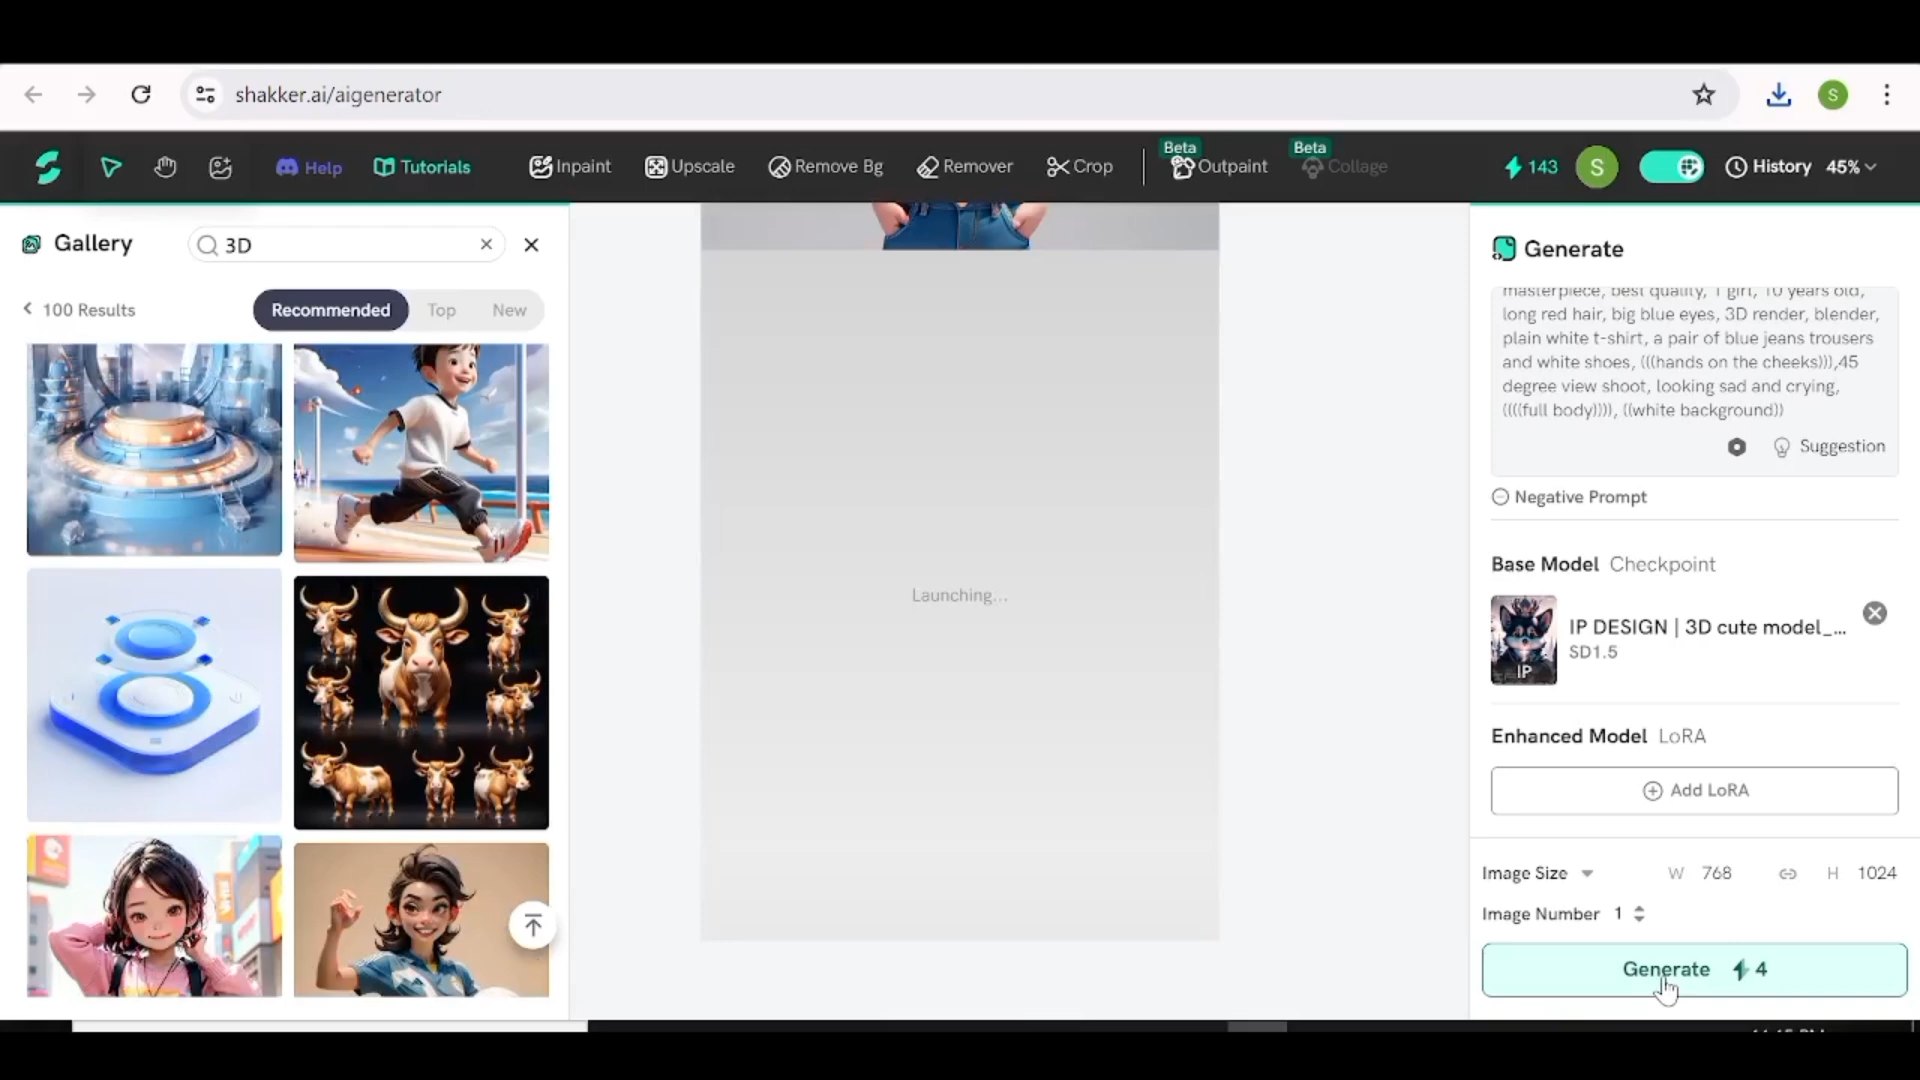 shakker.ai/aigenerator
S
Help
Tutorials
Inpaint
Upscale
Remove Bg
Remover
Crop
Beta
Outpaint
Beta
Collage
143
S
History
45%
Gallery
3D
100 Results
Recommended
Top
New
Launching...
Generate
masterpiece, best quality, 1 girl, 10 years old,
long red hair, big blue eyes, 3D render, blender,
plain white t-shirt, a pair of blue jeans trousers
and white shoes, (((hands on the cheeks))),45
degree view shoot, looking sad and crying,
((((full body)))), ((white background))
Suggestion
Negative Prompt
Base Model Checkpoint
IP DESIGN | 3D cute model_...
SD1.5
IP
Enhanced Model LoRA
Add LoRA
Image Size W 768 H 1024
Image Number 1
Generate 4